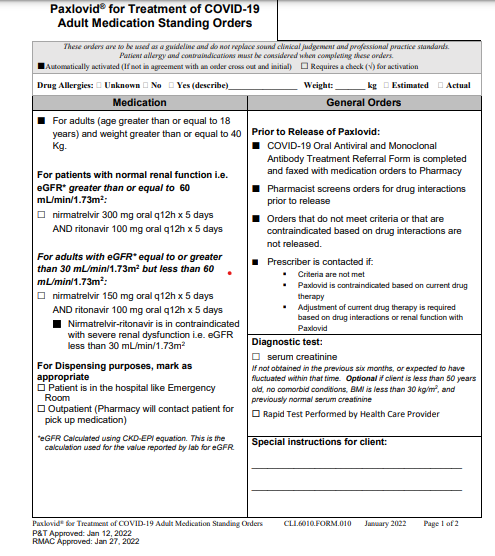 Paxlovid® for Treatment of COVID-19
Adult Medication Standing Orders
These orders are to be used as a guideline and do not replace sound clinical judgement and professional practice standards.
Patient allergy and contraindications must be considered when completing these orders.
■Automatically activated (If not in agreement with an order cross out and initial) ☐ Requires a check (√) for activation
Drug Allergies: ☐ Unknown ☐ No ☐ Yes (describe)________________ Weight: _______ kg ☐ Estimated ☐ Actual
Medication
■ For adults (age greater than or equal to 18
years) and weight greater than or equal to 40
Kg.
For patients with normal renal function i.e.
eGFR* greater than or equal to 60
mL/min/1.73m²:
☐ nirmatrelvir 300 mg oral q12h x 5 days
AND ritonavir 100 mg oral q12h x 5 days
For adults with eGFR* equal to or greater
than 30 mL/min/1.73m² but less than 60
mL/min/1.73m²:
☐ nirmatrelvir 150 mg oral q12h x 5 days
AND ritonavir 100 mg oral q12h x 5 days
■ Nirmatrelvir-ritonavir is in contraindicated
with severe renal dysfunction i.e. eGFR
less than 30 mL/min/1.73m²
For Dispensing purposes, mark as
appropriate
☐ Patient is in the hospital like Emergency
Room
☐ Outpatient (Pharmacy will contact patient for
pick up medication)
*eGFR Calculated using CKD-EPI equation. This is the
calculation used for the value reported by lab for eGFR.
General Orders
Prior to Release of Paxlovid:
■ COVID-19 Oral Antiviral and Monoclonal
Antibody Treatment Referral Form is completed
and faxed with medication orders to Pharmacy
■ Pharmacist screens orders for drug interactions
prior to release
■ Orders that do not meet criteria or that are
contraindicated based on drug interactions are
not released.
■ Prescriber is contacted if:
▪ Criteria are not met
▪ Paxlovid is contraindicated based on current drug
therapy
▪ Adjustment of current drug therapy is required
based on drug interactions or renal function with
Paxlovid
Diagnostic test:
☐ serum creatinine
If not obtained in the previous six months, or expected to have
fluctuated within that time. Optional if client is less than 50 years
old, no comorbid conditions, BMI is less than 30 kg/m², and
previously normal serum creatinine
☐ Rapid Test Performed by Health Care Provider
Special instructions for client:
Paxlovid® for Treatment of COVID-19 Adult Medication Standing Orders CLI.6010.FORM.010 January 2022 Page 1 of 2
P&T Approved: Jan 12, 2022
RMAC Approved: Jan 27, 2022